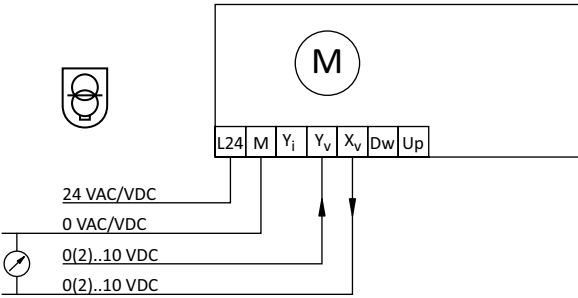 M
L24 M Yi Yv Xv Dw Up
24 VAC/VDC
0 VAC/VDC
0(2)..10 VDC
0(2)..10 VDC